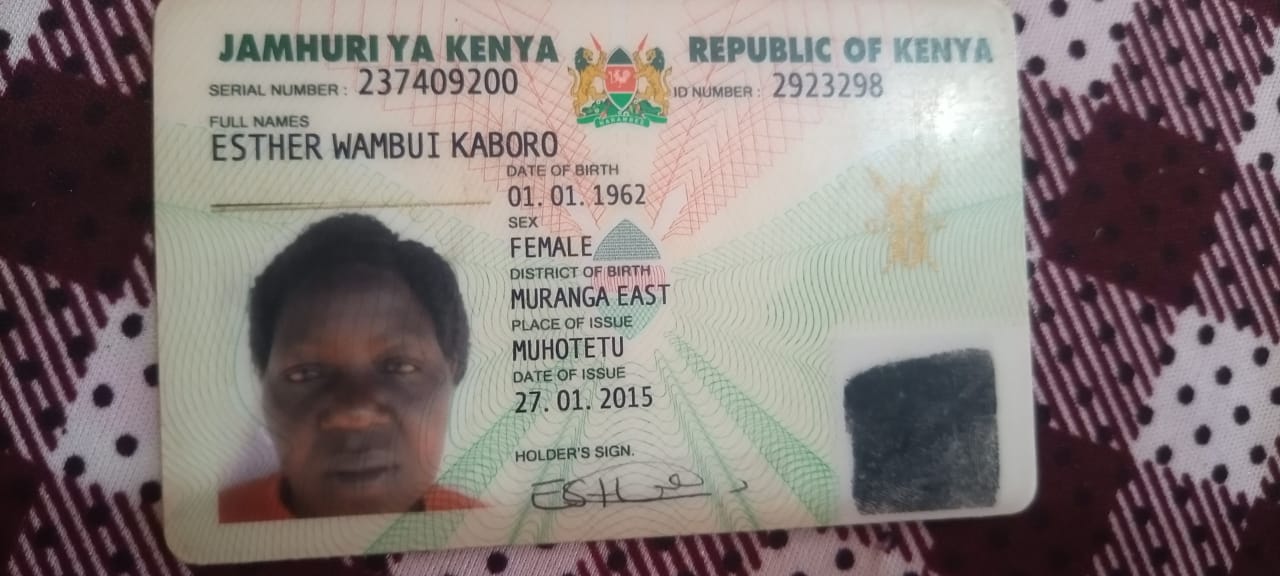 JAMHURI YA KENYA REPUBLIC OF KENYA
SERIAL NUMBER : 237409200 ID NUMBER : 2923298
FULL NAMES
ESTHER WAMBUI KABORO
DATE OF BIRTH
01. 01. 1962
SEX
FEMALE
DISTRICT OF BIRTH
MURANGA EAST
PLACE OF ISSUE
MUHOTETU
DATE OF ISSUE
27. 01. 2015
HOLDER'S SIGN.